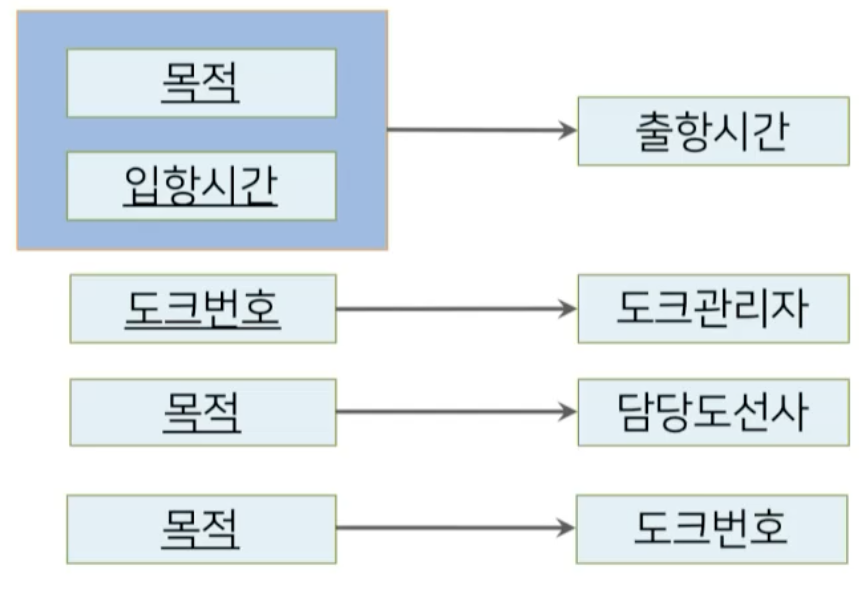 목적
입항시간
출항시간
도크번호
도크관리자
목적
담당도선사
목적
도크번호